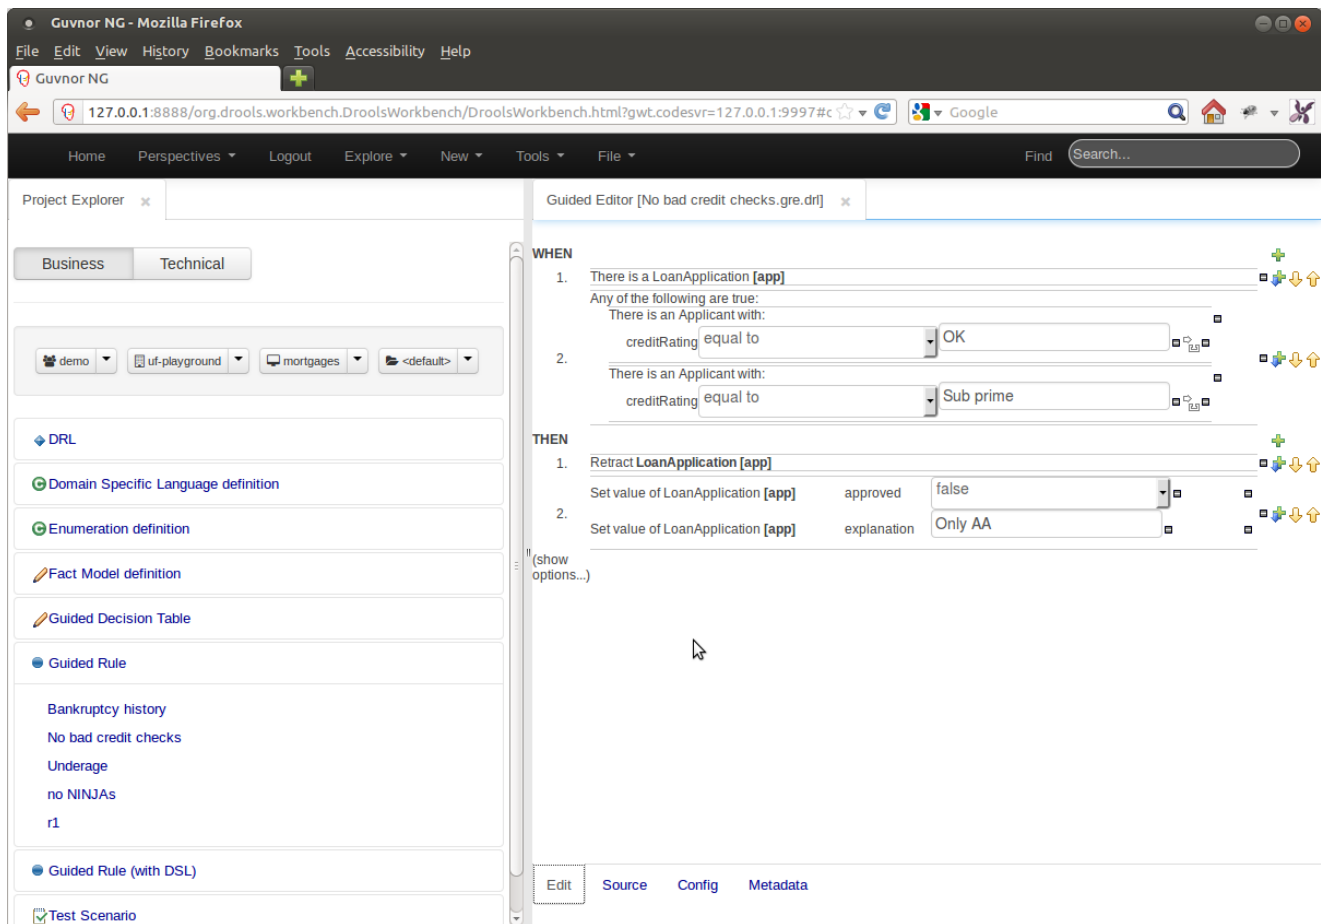 Guvnor NG - Mozilla Firefox
File Edit View History Bookmarks Tools Accessibility Help
Guvnor NG
127.0.0.1:8888/org.drools.workbench.DroolsWorkbench/DroolsWorkbench.html?gwt.codesvr=127.0.0.1:9997#c
Google
Home Perspectives Logout Explore New Tools File Find Search...
Project Explorer
Business Technical
demo uf-playground mortgages <default>
DRL
Domain Specific Language definition
Enumeration definition
Fact Model definition
Guided Decision Table
Guided Rule
Bankruptcy history
No bad credit checks
Underage
no NINJAs
r1
Guided Rule (with DSL)
Test Scenario
Guided Editor [No bad credit checks.gre.drl]
WHEN
1. There is a LoanApplication [app]
Any of the following are true:
There is an Applicant with:
creditRating equal to OK
2.
There is an Applicant with:
creditRating equal to Sub prime
THEN
1. Retract LoanApplication [app]
Set value of LoanApplication [app] approved false
2.
Set value of LoanApplication [app] explanation Only AA
(show
options...)
Edit Source Config Metadata